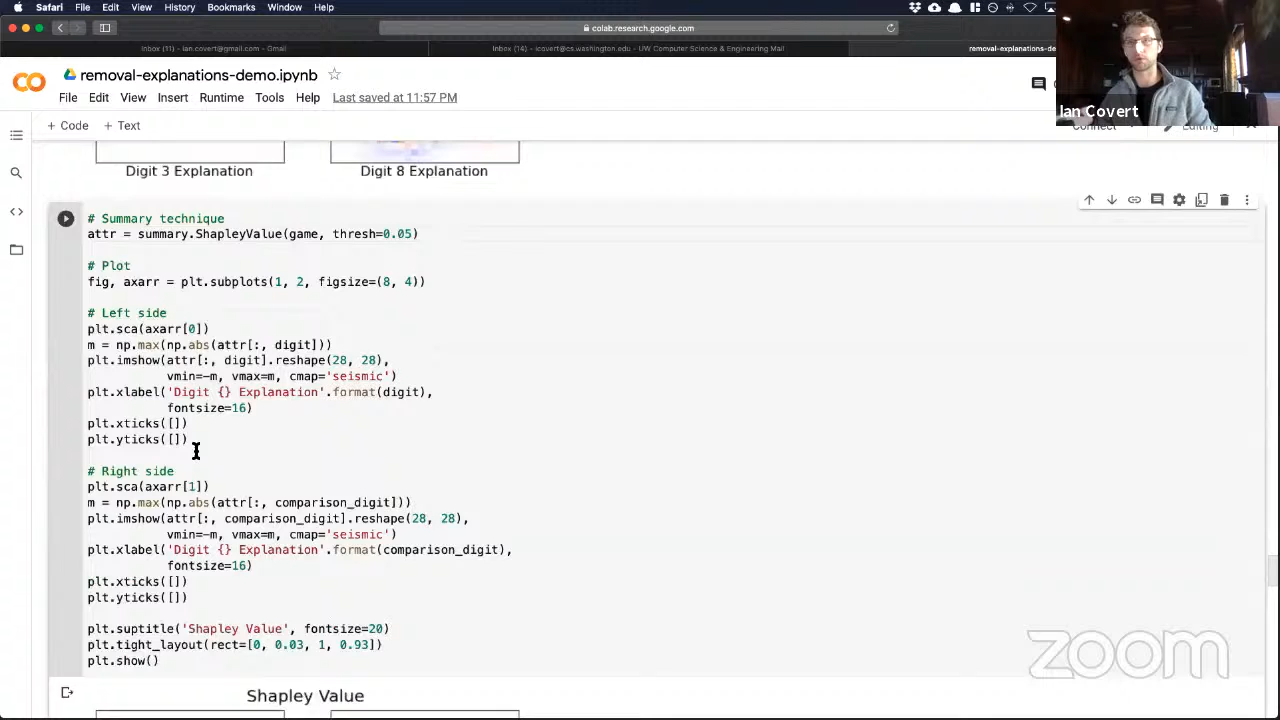 Safari File Edit View History Bookmarks Window Help
colab.research.google.com
Inbox (11) - ian.covert@gmail.com - Gmail
Inbox (14) - icovert@cs.washington.edu - UW Computer Science & Engineering Mail
removal-explanations-de
removal-explanations-demo.ipynb
File Edit View Insert Runtime Tools Help Last saved at 11:57 PM
Ian Covert
+ Code + Text
Connect
Editing
Digit 3 Explanation
Digit 8 Explanation
# Summary technique
attr = summary.ShapleyValue(game, thresh=0.05)
# Plot
fig, axarr = plt.subplots(1, 2, figsize=(8, 4))
# Left side
plt.sca(axarr[0])
m = np.max(np.abs(attr[:, digit]))
plt.imshow(attr[:, digit].reshape(28, 28),
vmin=-m, vmax=m, cmap='seismic')
plt.xlabel('Digit {} Explanation'.format(digit),
fontsize=16)
plt.xticks([])
plt.yticks([])
# Right side
plt.sca(axarr[1])
m = np.max(np.abs(attr[:, comparison_digit]))
plt.imshow(attr[:, comparison_digit].reshape(28, 28),
vmin=-m, vmax=m, cmap='seismic')
plt.xlabel('Digit {} Explanation'.format(comparison_digit),
fontsize=16)
plt.xticks([])
plt.yticks([])
plt.suptitle('Shapley Value', fontsize=20)
plt.tight_layout(rect=[0, 0.03, 1, 0.93])
plt.show()
zoom
Shapley Value